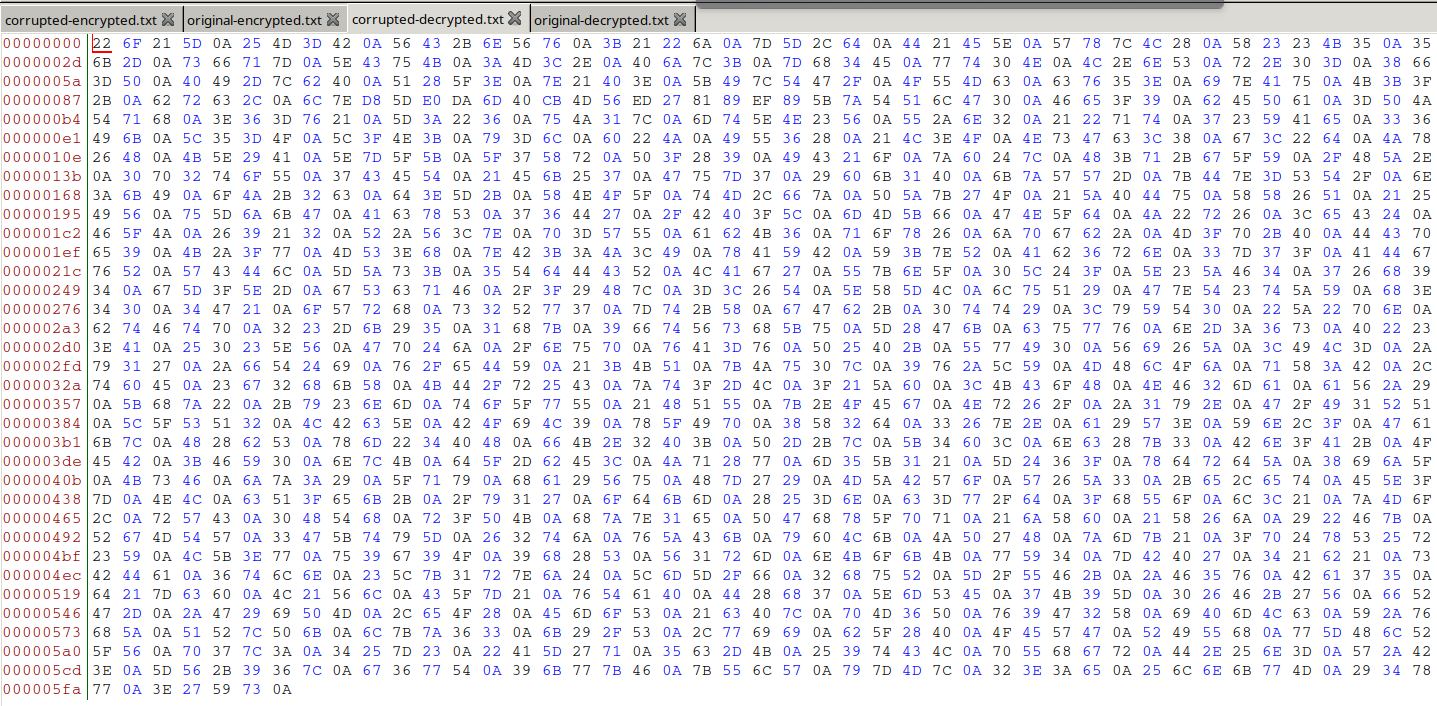 corrupted-encrypted.txt original-encrypted.txt corrupted-decrypted.txt original-decrypted.txt
00000000 22 6F 21 5D 0A 25 4D 3D 42 0A 56 43 2B 6E 56 76 0A 3B 21 22 6A 0A 7D 5D 2C 64 0A 44 21 45 5E 0A 57 78 7C 4C 28 0A 58 23 23 4B 35 0A 35
0000002d 6B 2D 0A 73 66 71 7D 0A 5E 43 75 4B 0A 3A 4D 3C 2E 0A 40 6A 7C 3B 0A 7D 68 34 45 0A 77 74 30 4E 0A 4C 2E 6E 53 0A 72 2E 30 3D 0A 38 66
0000005a 3D 50 0A 40 49 2D 7C 62 40 0A 51 28 5F 3E 0A 7E 21 40 3E 0A 5B 49 7C 54 47 2F 0A 4F 55 4D 63 0A 63 76 35 3E 0A 69 7E 41 75 0A 4B 3B 3F
00000087 2B 0A 62 72 63 2C 0A 6C 7E D8 5D E0 DA 6D 40 CB 4D 56 ED 27 81 89 EF 89 5B 7A 54 51 6C 47 30 0A 46 65 3F 39 0A 62 45 50 61 0A 3D 50 4A
000000b4 54 71 68 0A 3E 36 3D 76 21 0A 5D 3A 22 36 0A 75 4A 31 7C 0A 6D 74 5E 4E 23 56 0A 55 2A 6E 32 0A 21 22 71 74 0A 37 23 59 41 65 0A 33 36
000000e1 49 6B 0A 5C 35 3D 4F 0A 5C 3F 4E 3B 0A 79 3D 6C 0A 60 22 4A 0A 49 55 36 28 0A 21 4C 3E 4F 0A 4E 73 47 63 3C 38 0A 67 3C 22 64 0A 4A 78
0000010e 26 48 0A 4B 5E 29 41 0A 5E 7D 5F 5B 0A 5F 37 58 72 0A 50 3F 28 39 0A 49 43 21 6F 0A 7A 60 24 7C 0A 48 3B 71 2B 67 5F 59 0A 2F 48 5A 2E
0000013b 0A 30 70 32 74 6F 55 0A 37 43 45 54 0A 21 45 6B 25 37 0A 47 75 7D 37 0A 29 60 6B 31 40 0A 6B 7A 57 57 2D 0A 7B 44 7E 3D 53 54 2F 0A 6E
00000168 3A 6B 49 0A 6F 4A 2B 32 63 0A 64 3E 5D 2B 0A 58 4E 4F 5F 0A 74 4D 2C 66 7A 0A 50 5A 7B 27 4F 0A 21 5A 40 44 75 0A 58 58 26 51 0A 21 25
00000195 49 56 0A 75 5D 6A 6B 47 0A 41 63 78 53 0A 37 36 44 27 0A 2F 42 40 3F 5C 0A 6D 4D 5B 66 0A 47 4E 5F 64 0A 4A 22 72 26 0A 3C 65 43 24 0A
000001c2 46 5F 4A 0A 26 39 21 32 0A 52 2A 56 3C 7E 0A 70 3D 57 55 0A 61 62 4B 36 0A 71 6F 78 26 0A 6A 70 67 62 2A 0A 4D 3F 70 2B 40 0A 44 43 70
000001ef 65 39 0A 4B 2A 3F 77 0A 4D 53 3E 68 0A 7E 42 3B 3A 4A 3C 49 0A 78 41 59 42 0A 59 3B 7E 52 0A 41 62 36 72 6E 0A 33 7D 37 3F 0A 41 44 67
0000021c 76 52 0A 57 43 44 6C 0A 5D 5A 73 3B 0A 35 54 64 44 43 52 0A 4C 41 67 27 0A 55 7B 6E 5F 0A 30 5C 24 3F 0A 5E 23 5A 46 34 0A 37 26 68 39
00000249 34 0A 67 5D 3F 5E 2D 0A 67 53 63 71 46 0A 2F 3F 29 48 7C 0A 3D 3C 26 54 0A 5E 58 5D 4C 0A 6C 75 51 29 0A 47 7E 54 23 74 5A 59 0A 68 3E
00000276 34 30 0A 34 47 21 0A 6F 57 72 68 0A 73 32 52 77 37 0A 7D 74 2B 58 0A 67 47 62 2B 0A 30 74 74 29 0A 3C 79 59 54 30 0A 22 5A 22 70 6E 0A
000002a3 62 74 46 74 70 0A 32 23 2D 6B 29 35 0A 31 68 7B 0A 39 66 74 56 73 68 5B 75 0A 5D 28 47 6B 0A 63 75 77 76 0A 6E 2D 3A 36 73 0A 40 22 23
000002d0 3E 41 0A 25 30 23 5E 56 0A 47 70 24 6A 0A 2F 6E 75 70 0A 76 41 3D 76 0A 50 25 40 2B 0A 55 77 49 30 0A 56 69 26 5A 0A 3C 49 4C 3D 0A 2A
000002fd 79 31 27 0A 2A 66 54 24 69 0A 76 2F 65 44 59 0A 21 3B 4B 51 0A 7B 4A 75 30 7C 0A 39 76 2A 5C 59 0A 4D 48 6C 4F 6A 0A 71 58 3A 42 0A 2C
0000032a 74 60 45 0A 23 67 32 68 6B 58 0A 4B 44 2F 72 25 43 0A 7A 74 3F 2D 4C 0A 3F 21 5A 60 0A 3C 4B 43 6F 48 0A 4E 46 32 6D 61 0A 61 56 2A 29
00000357 0A 5B 68 7A 22 0A 2B 79 23 6E 6D 0A 74 6F 5F 77 55 0A 21 48 51 55 0A 7B 2E 4F 45 67 0A 4E 72 26 2F 0A 2A 31 79 2E 0A 47 2F 49 31 52 51
00000384 0A 5C 5F 53 51 32 0A 4C 42 63 5E 0A 42 4F 69 4C 39 0A 78 5F 49 70 0A 38 58 32 64 0A 33 26 7E 2E 0A 61 29 57 3E 0A 59 6E 2C 3F 0A 47 61
000003b1 6B 7C 0A 48 28 62 53 0A 78 6D 22 34 40 48 0A 66 4B 2E 32 40 3B 0A 50 2D 2B 7C 0A 5B 34 60 3C 0A 6E 63 28 7B 33 0A 42 6E 3F 41 2B 0A 4F
000003de 45 42 0A 3B 46 59 30 0A 6E 7C 4B 0A 64 5F 2D 62 45 3C 0A 4A 71 28 77 0A 6D 35 5B 31 21 0A 5D 24 36 3F 0A 78 64 72 64 5A 0A 38 69 6A 5F
0000040b 0A 4B 73 46 0A 6A 7A 3A 29 0A 5F 71 79 0A 68 61 29 56 75 0A 48 7D 27 29 0A 4D 5A 42 57 6F 0A 57 26 5A 33 0A 2B 65 2C 65 74 0A 45 5E 3F
00000438 7D 0A 4E 4C 0A 63 51 3F 65 6B 2B 0A 2F 79 31 27 0A 6F 64 6B 6D 0A 28 25 3D 6E 0A 63 3D 77 2F 64 0A 3F 68 55 6F 0A 6C 3C 21 0A 7A 4D 6F
00000465 2C 0A 72 57 43 0A 30 48 54 68 0A 72 3F 50 4B 0A 68 7A 7E 31 65 0A 50 47 68 78 5F 70 71 0A 21 6A 58 60 0A 21 58 26 6A 0A 29 22 46 7B 0A
00000492 52 67 4D 54 57 0A 33 47 5B 74 79 5D 0A 26 32 74 6A 0A 76 5A 43 6B 0A 79 60 4C 6B 0A 4A 50 27 48 0A 7A 6D 7B 21 0A 3F 70 24 78 53 25 72
000004bf 23 59 0A 4C 5B 3E 77 0A 75 39 67 39 4F 0A 39 68 28 53 0A 56 31 72 6D 0A 6E 4B 6F 6B 4B 0A 77 59 34 0A 7D 42 40 27 0A 34 21 62 21 0A 73
000004ec 42 44 61 0A 36 74 6C 6E 0A 23 5C 7B 31 72 7E 6A 24 0A 5C 6D 5D 2F 66 0A 32 68 75 52 0A 5D 2F 55 46 2B 0A 2A 46 35 76 0A 42 61 37 35 0A
00000519 64 21 7D 63 60 0A 4C 21 56 6C 0A 43 5F 7D 21 0A 76 54 61 40 0A 44 28 68 37 0A 5E 6D 53 45 0A 37 4B 39 5D 0A 30 26 46 2B 27 56 0A 66 52
00000546 47 2D 0A 2A 47 29 69 50 4D 0A 2C 65 4F 28 0A 45 6D 6F 53 0A 21 63 40 7C 0A 70 4D 36 50 0A 76 39 47 32 58 0A 69 40 6D 4C 63 0A 59 2A 76
00000573 68 5A 0A 51 52 7C 50 6B 0A 6C 7B 7A 36 33 0A 6B 29 2F 53 0A 2C 77 69 69 0A 62 5F 28 40 0A 4F 45 57 47 0A 52 49 55 68 0A 77 5D 48 6C 52
000005a0 5F 56 0A 70 37 7C 3A 0A 34 25 7D 23 0A 22 41 5D 27 71 0A 35 63 2D 4B 0A 25 39 74 43 4C 0A 70 55 68 67 72 0A 44 2E 25 6E 3D 0A 57 2A 42
000005cd 3E 0A 5D 56 2B 39 36 7C 0A 67 36 77 54 0A 39 6B 77 7B 46 0A 7B 55 6C 57 0A 79 7D 4D 7C 0A 32 3E 3A 65 0A 25 6C 6E 6B 77 4D 0A 29 34 78
000005fa 77 0A 3E 27 59 73 0A